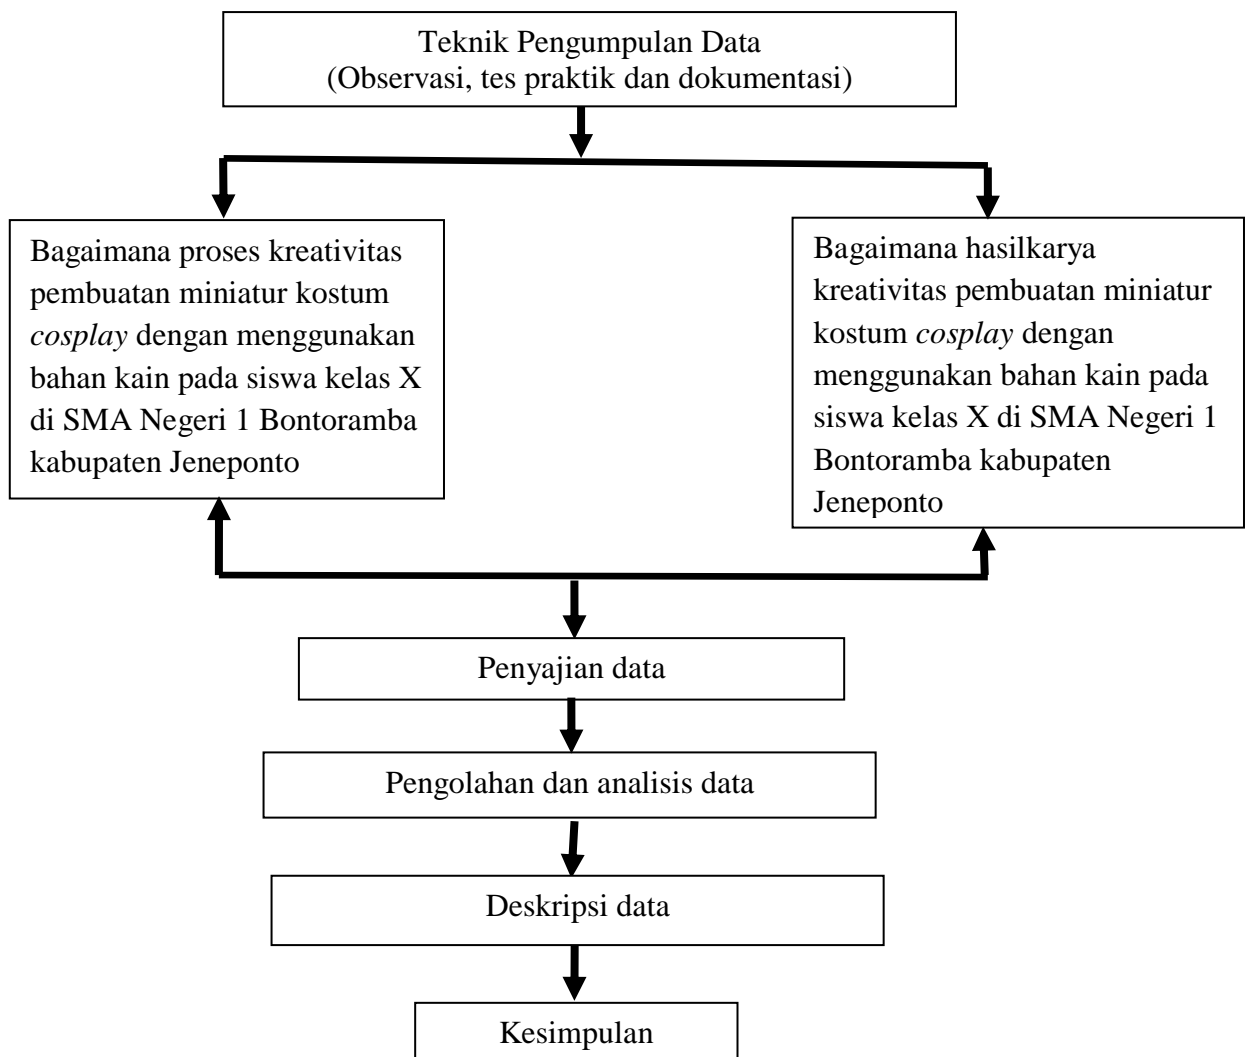 Teknik Pengumpulan Data
(Observasi, tes praktik dan dokumentasi)
Bagaimana proses kreativitas
pembuatan miniatur kostum
cosplay dengan menggunakan
bahan kain pada siswa kelas X
di SMA Negeri 1 Bontoramba
kabupaten Jeneponto
Bagaimana hasilkarya
kreativitas pembuatan miniatur
kostum cosplay dengan
menggunakan bahan kain pada
siswa kelas X di SMA Negeri 1
Bontoramba kabupaten
Jeneponto
Penyajian data
Pengolahan dan analisis data
Deskripsi data
Kesimpulan